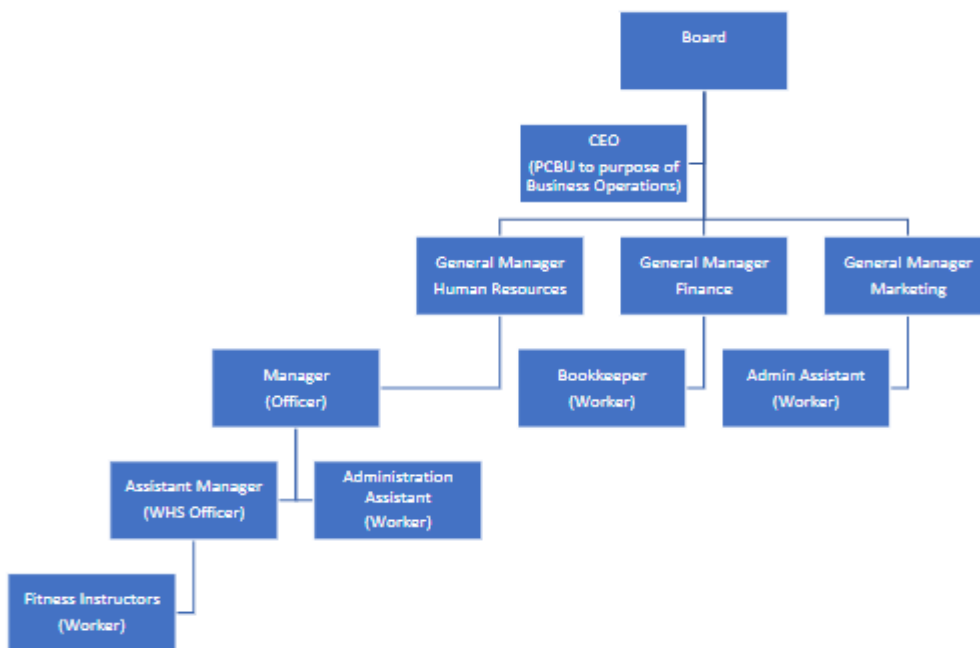 Board
CEO
(PCBU to purpose of
Business Operations)
General Manager
Human Resources
General Manager
Finance
General Manager
Marketing
Manager
(Officer)
Bookkeeper
(Worker)
Admin Assistant
(Worker)
Assistant Manager
(WHS Officer)
Administration
Assistant
(Worker)
Fitness Instructors
(Worker)